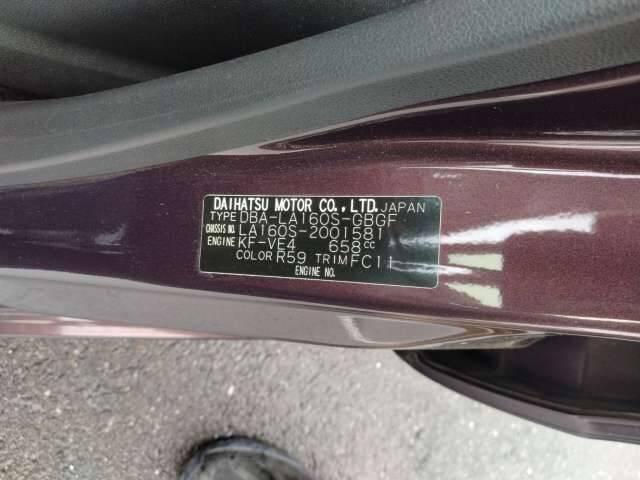 DAIHATSU MOTOR CO., LTD. JAPAN
TYPE DBA-LA160S-GBGF
CHASSIS NO. LA160S-2001581
ENGINE KF-VE4 658cc
COLOR R59 TRIM FC11
ENGINE NO.